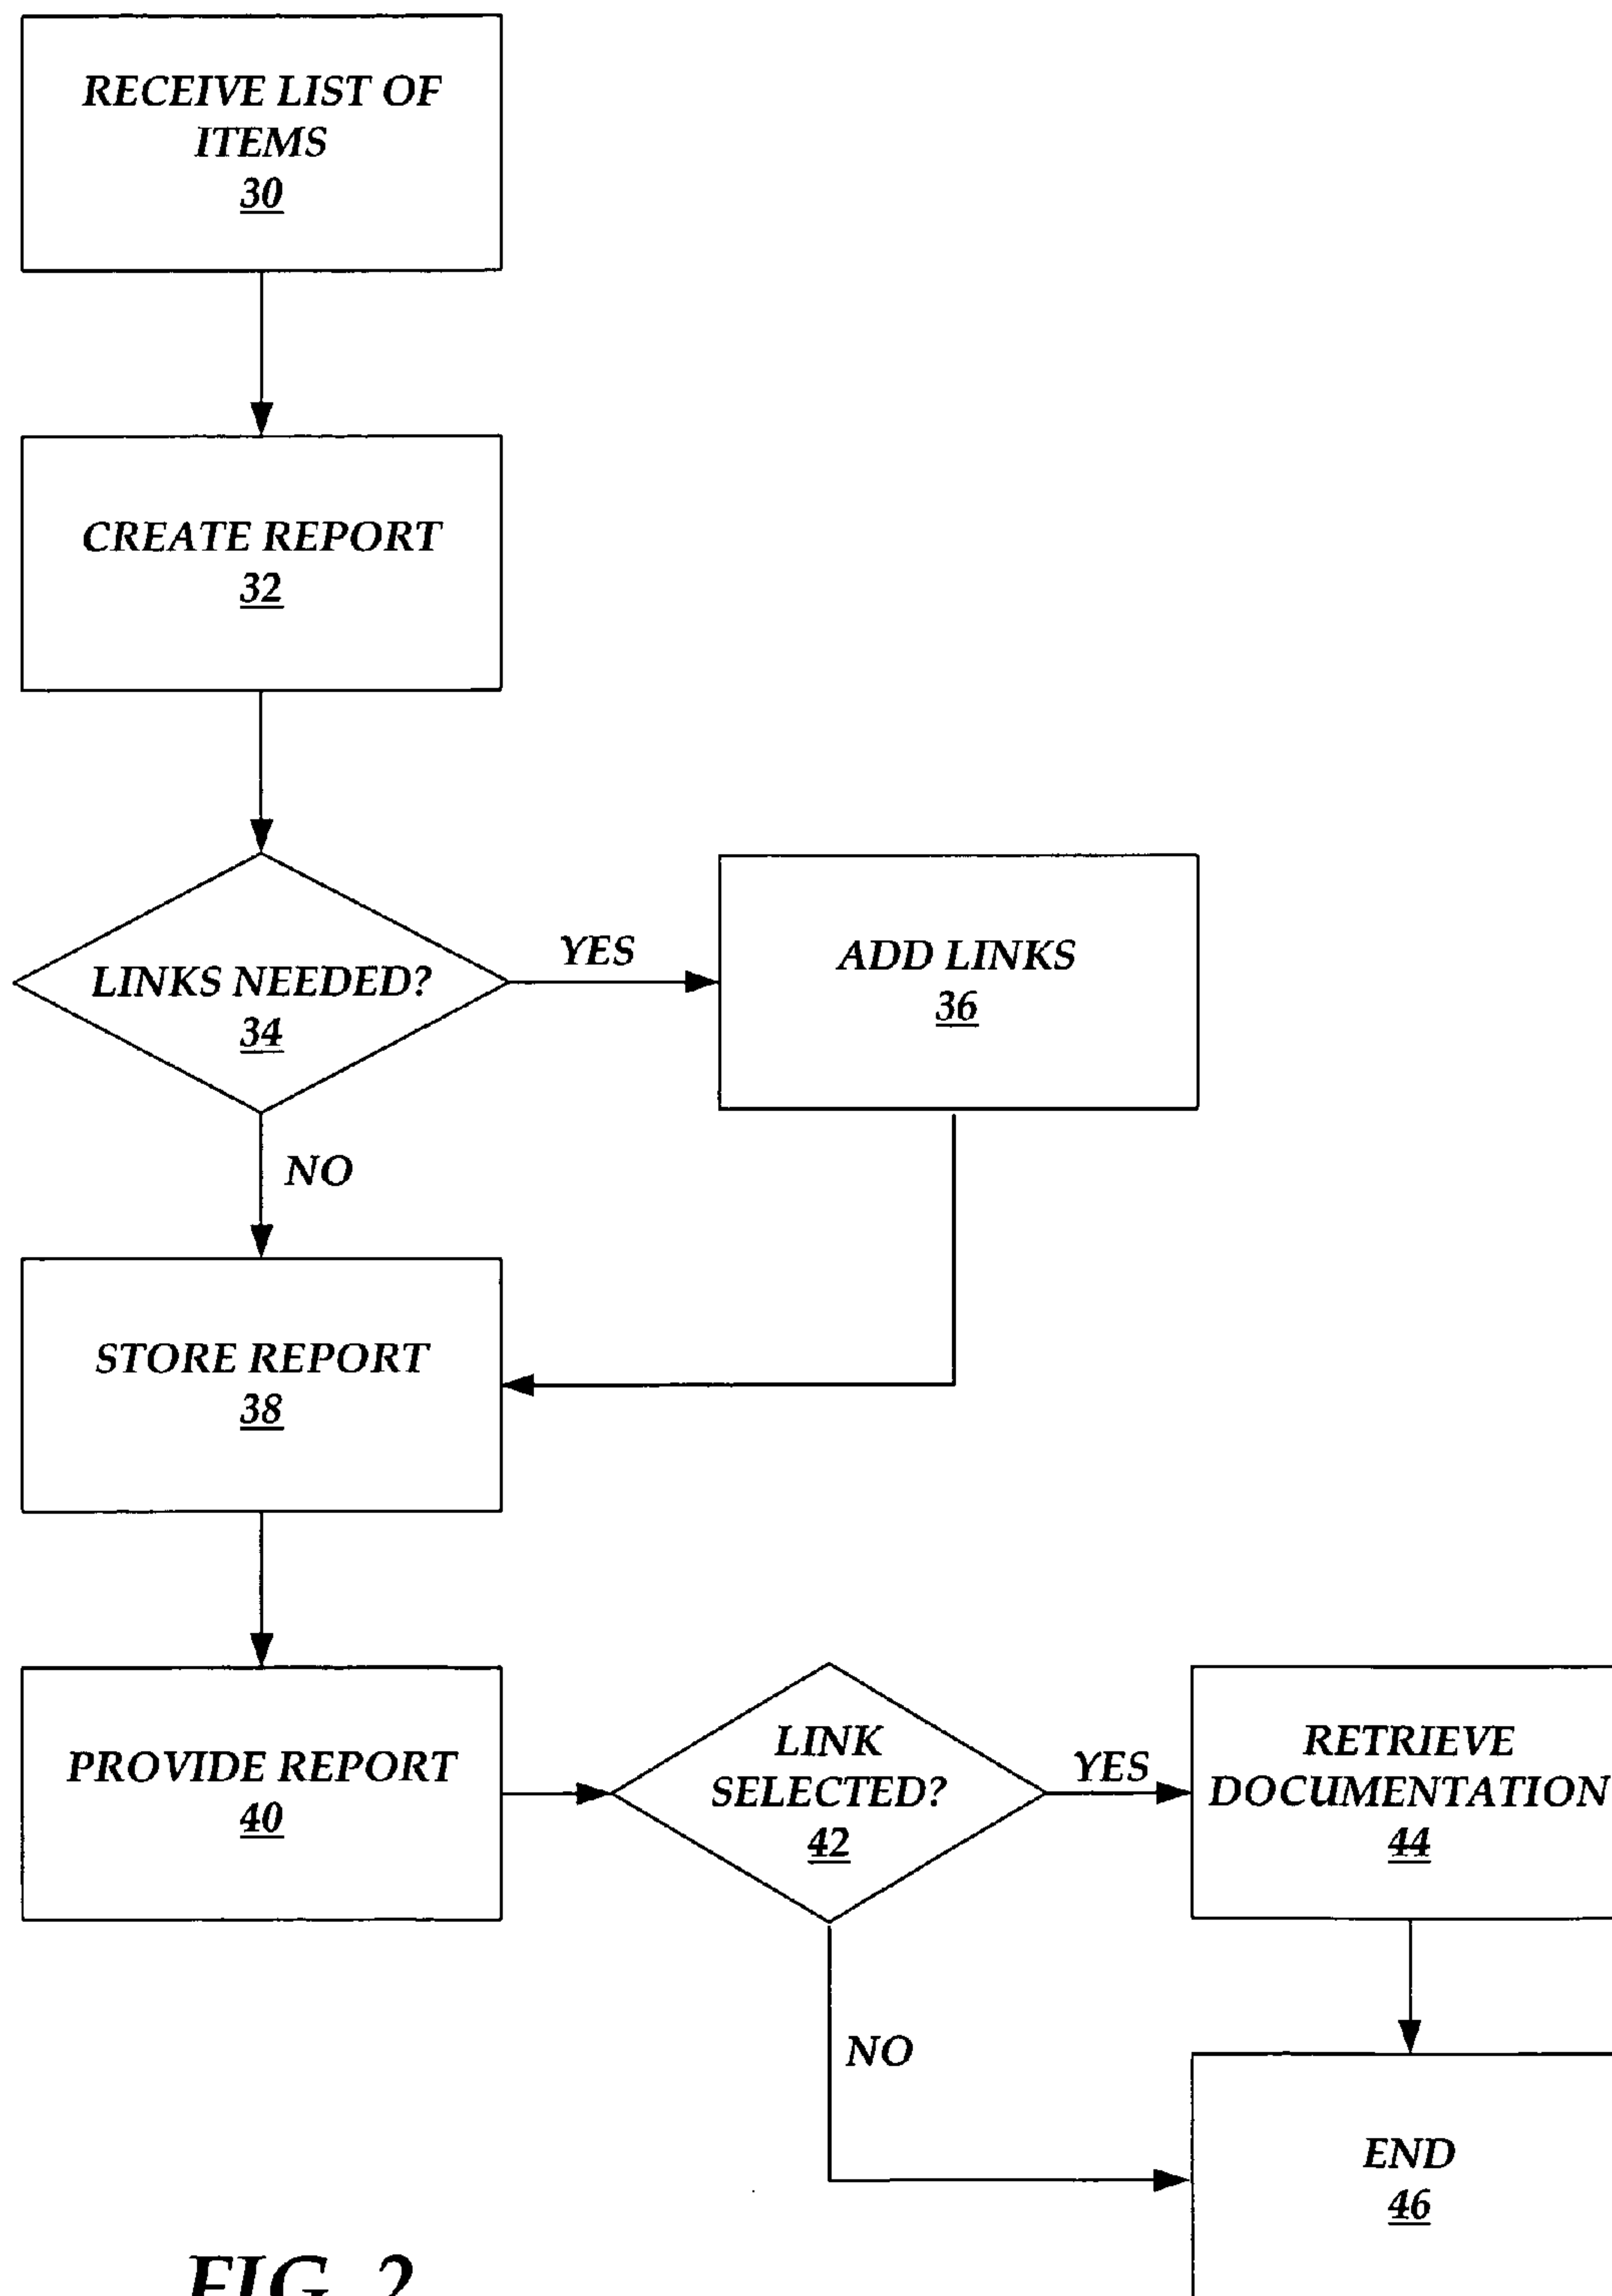 RECEIVE LIST OF
ITEMS
30
CREATE REPORT
32
LINKS NEEDED?
34
YES
ADD LINKS
36
NO
STORE REPORT
38
PROVIDE REPORT
40
LINK
SELECTED?
42
YES
RETRIEVE
DOCUMENTATION
44
NO
END
46
FIG. 2